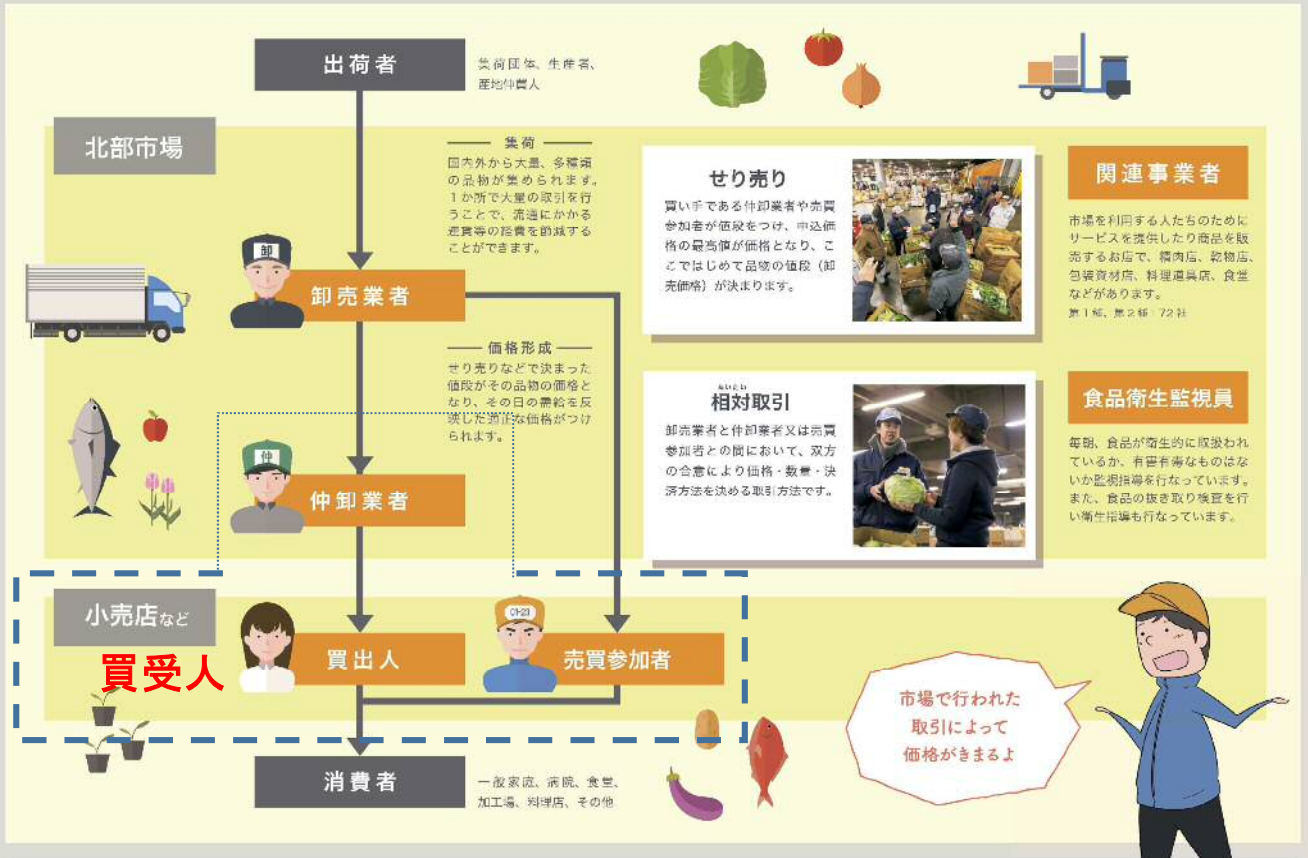 出荷者
集荷団体、生産者、
産地仲買人
北部市場
集荷
国内外から大量、多種類
の品物が集められます。
1か所で大量の取引を行
うことで、流通にかかる
運賃等の経費を節減する
ことができます。
卸
卸売業者
価格形成
せり売りなどで決まった
値段がその品物の価格と
なり、その日の需給を反
映した適正な価格がつけ
られます。
仲
仲卸業者
せり売り
買い手である仲卸業者や売買
参加者が値段をつけ、申込価
格の最高値が価格となり、こ
こではじめて品物の値段（卸
売価格）が決まります。
あいたい
相対取引
卸売業者と仲卸業者又は売買
参加者との間において、双方
の合意により価格・数量・決
済方法を決める取引方法です。
関連事業者
市場を利用する人たちのために
サービスを提供したり商品を販
売するお店で、精肉店、乾物店、
包装資材店、料理道具店、食堂
などがあります。
第1種、第2種：72社
食品衛生監視員
毎朝、食品が衛生的に取扱われ
ているか、有害有毒なものはな
いか監視指導を行なっています。
また、食品の抜き取り検査を行
い衛生指導も行なっています。
小売店など
買受人
買出人
01-23
売買参加者
消費者
一般家庭、病院、食堂、
加工場、料理店、その他
市場で行われた
取引によって
価格がきまるよ